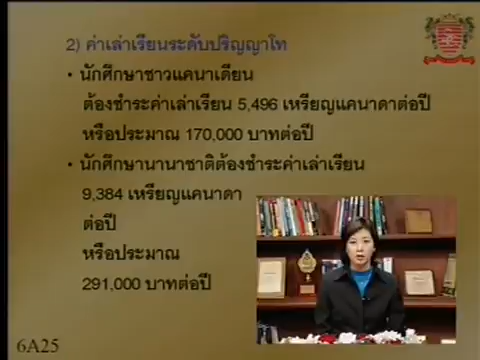 2) ค่าเล่าเรียนระดับปริญญาโท
• นักศึกษาชาวแคนาเดียน
ต้องชำระค่าเล่าเรียน 5,496 เหรียญแคนาดาต่อปี
หรือประมาณ 170,000 บาทต่อปี
• นักศึกษานานาชาติต้องชำระค่าเล่าเรียน
9,384 เหรียญแคนาดา
ต่อปี
หรือประมาณ
291,000 บาทต่อปี
6A25